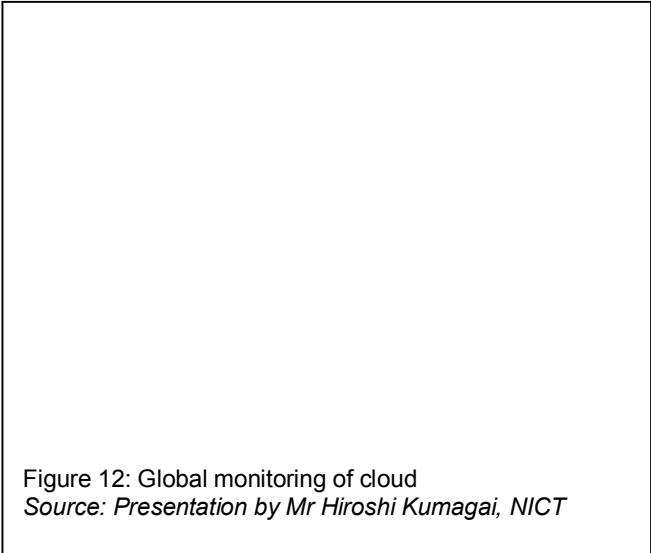 Figure 12: Global monitoring of cloud
Source: Presentation by Mr Hiroshi Kumagai, NICT